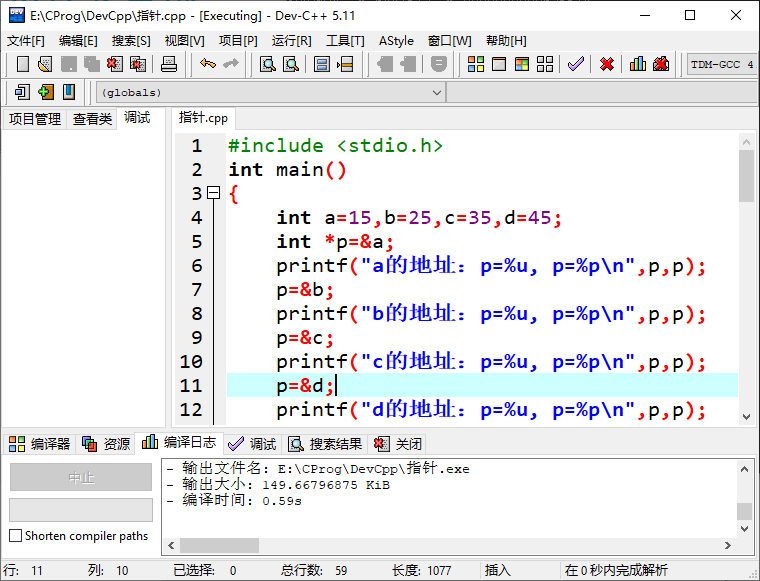 E:\CProg\DevCpp\指针.cpp - [Executing] - Dev-C++ 5.11
文件[F] 编辑[E] 搜索[S] 视图[V] 项目[P] 运行[R] 工具[T] AStyle 窗口[W] 帮助[H]
TDM-GCC 4
(globals)
项目管理 查看类 调试 指针.cpp
1 #include <stdio.h>
2 int main()
3 {
4 int a=15,b=25,c=35,d=45;
5 int *p=&a;
6 printf("a的地址: p=%u, p=%p\n",p,p);
7 p=&b;
8 printf("b的地址: p=%u, p=%p\n",p,p);
9 p=&c;
10 printf("c的地址: p=%u, p=%p\n",p,p);
11 p=&d;
12 printf("d的地址: p=%u, p=%p\n",p,p);
编译器 资源 编译日志 调试 搜索结果 关闭
中止
Shorten compiler paths
- 输出文件名: E:\CProg\DevCpp\指针.exe
- 输出大小: 149.66796875 KiB
- 编译时间: 0.59s
行: 11 列: 10 已选择: 0 总行数: 59 长度: 1077 插入 在 0 秒内完成解析